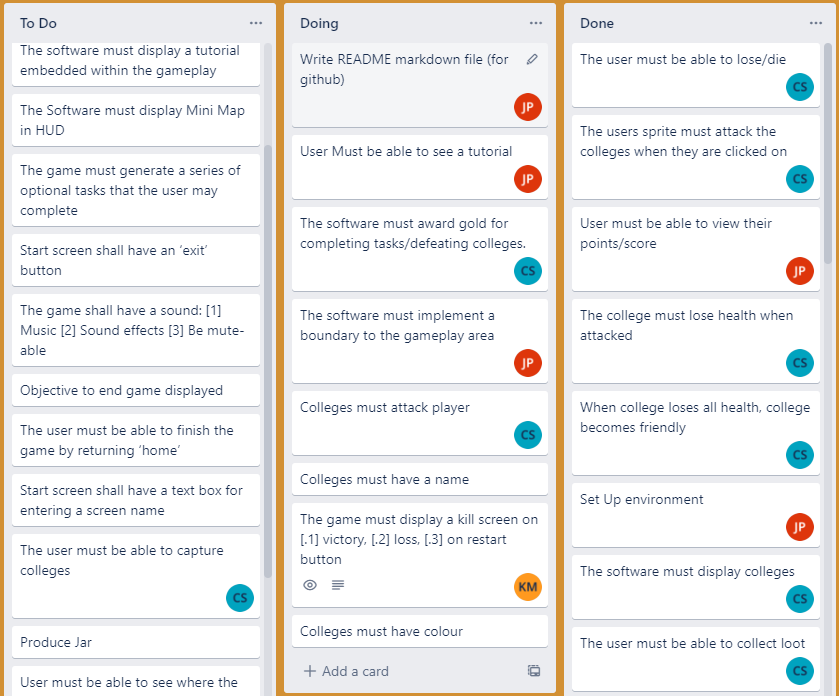 To Do
The software must display a tutorial
embedded within the gameplay
The Software must display Mini Map
in HUD
The game must generate a series of
optional tasks that the user may
complete
Start screen shall have an ‘exit’
button
The game shall have a sound: [1]
Music [2] Sound effects [3] Be mute-
able
Objective to end game displayed
The user must be able to finish the
game by returning ‘home’
Start screen shall have a text box for
entering a screen name
The user must be able to capture
colleges
CS
Produce Jar
User must be able to see where the
Doing
Write README markdown file (for
github)
JP
User Must be able to see a tutorial
JP
The software must award gold for
completing tasks/defeating colleges.
CS
The software must implement a
boundary to the gameplay area
JP
Colleges must attack player
CS
Colleges must have a name
The game must display a kill screen on
[.1] victory, [.2] loss, [.3] on restart
button
KM
Colleges must have colour
+ Add a card
Done
The user must be able to lose/die
CS
The users sprite must attack the
colleges when they are clicked on
CS
User must be able to view their
points/score
JP
The college must lose health when
attacked
CS
When college loses all health, college
becomes friendly
CS
Set Up environment
JP
The software must display colleges
CS
The user must be able to collect loot
CS